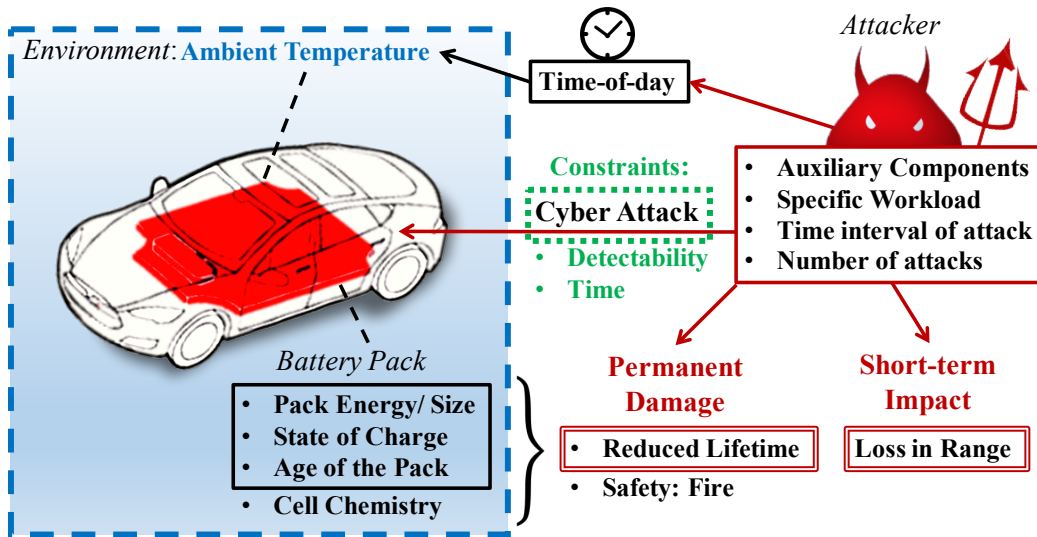 Environment: Ambient Temperature
Time-of-day
Attacker
Constraints:
Cyber Attack
• Detectability
• Time
• Auxiliary Components
• Specific Workload
• Time interval of attack
• Number of attacks
Battery Pack
• Pack Energy/ Size
• State of Charge
• Age of the Pack
• Cell Chemistry
Permanent
Damage
• Reduced Lifetime
• Safety: Fire
Short-term
Impact
Loss in Range